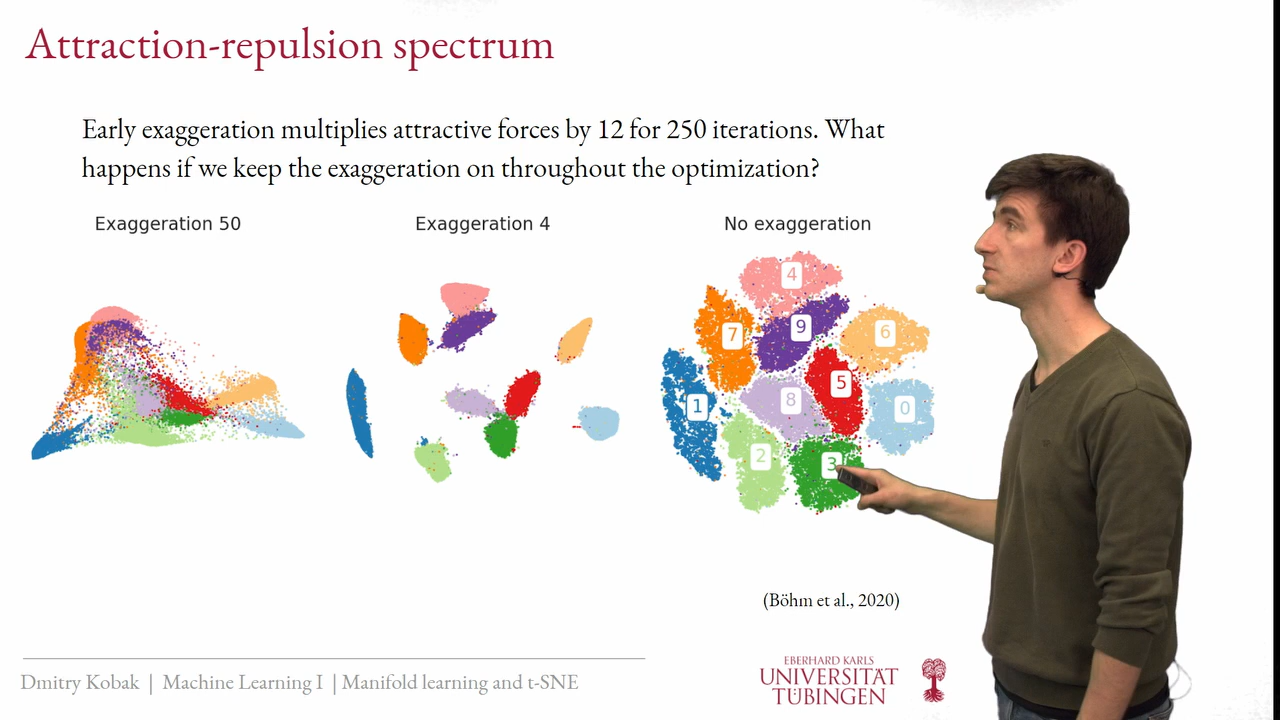 Attraction-repulsion spectrum
Early exaggeration multiplies attractive forces by 12 for 250 iterations. What
happens if we keep the exaggeration on throughout the optimization?
Exaggeration 50
Exaggeration 4
No exaggeration
4
7
9
6
5
1
8
0
2
3
(Böhm et al., 2020)
Dmitry Kobak | Machine Learning I | Manifold learning and t-SNE
EBERHARD KARLS
UNIVERSITÄT
TÜBINGEN